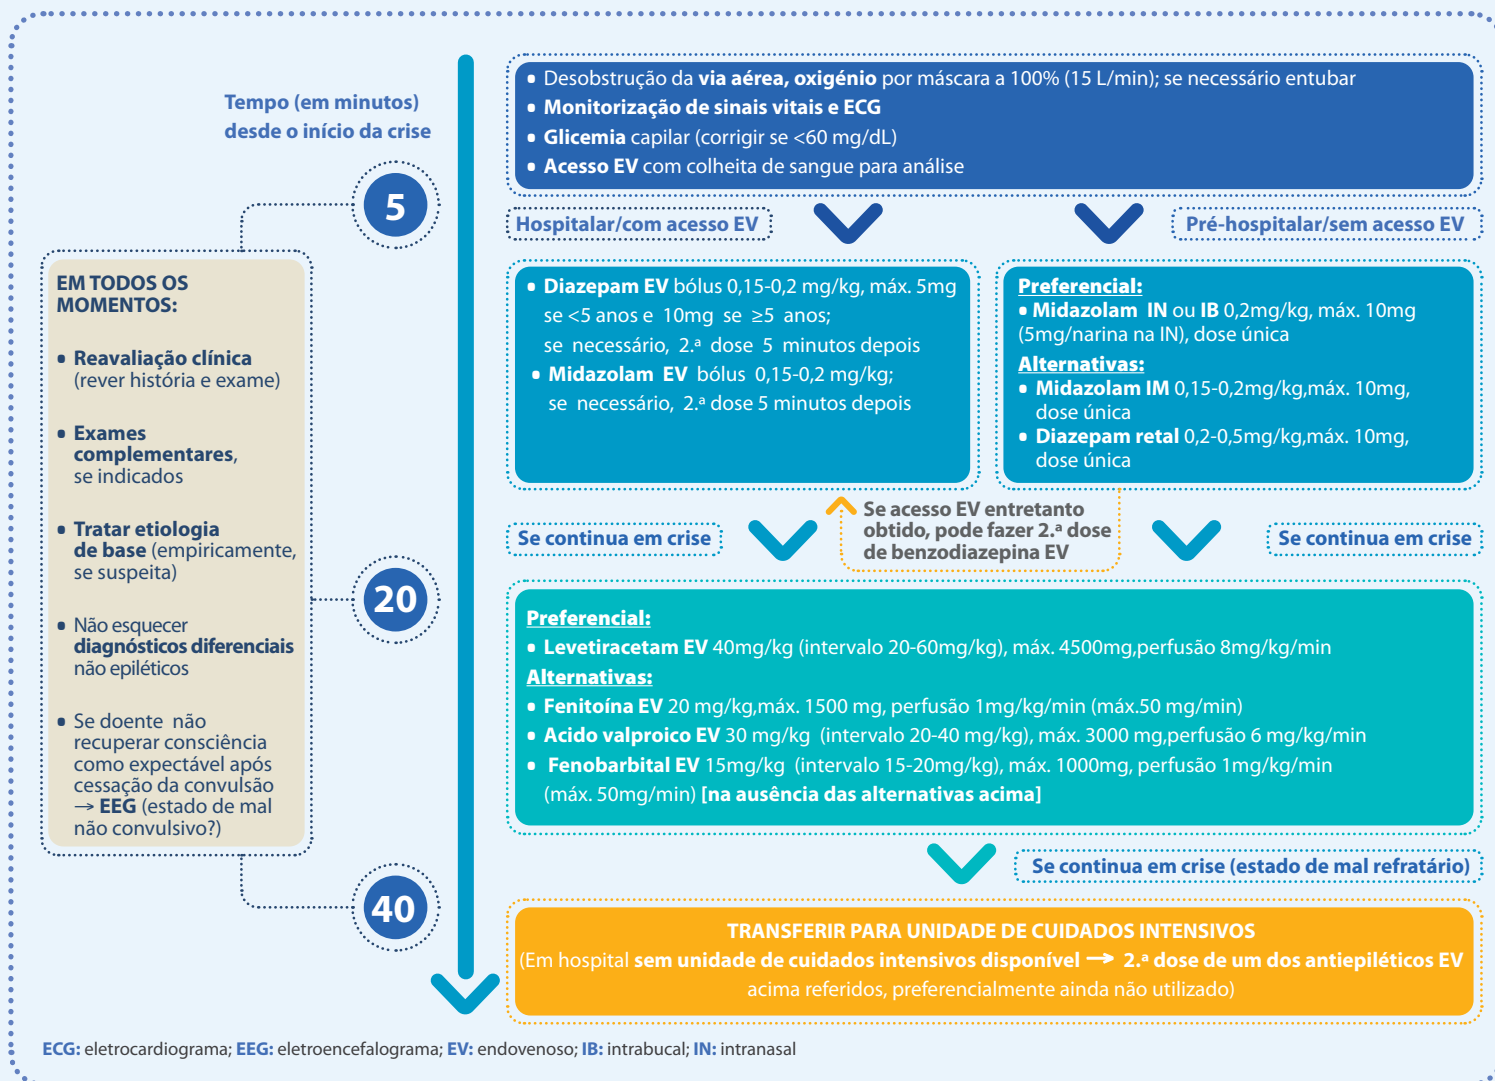 Tempo (em minutos)
desde o início da crise
5
20
40
EM TODOS OS
MOMENTOS:
• Reavaliação clínica
(rever história e exame)
• Exames
complementares,
se indicados
• Tratar etiologia
de base (empiricamente,
se suspeita)
• Não esquecer
diagnósticos diferenciais
não epiléticos
• Se doente não
recuperar consciência
como expectável após
cessação da convulsão
→ EEG (estado de mal
não convulsivo?)
• Desobstrução da via aérea, oxigénio por máscara a 100% (15 L/min); se necessário entubar
• Monitorização de sinais vitais e ECG
• Glicemia capilar (corrigir se <60 mg/dL)
• Acesso EV com colheita de sangue para análise
Hospitalar/com acesso EV
• Diazepam EV bólus 0,15-0,2 mg/kg, máx. 5mg
se <5 anos e 10mg se ≥5 anos;
se necessário, 2.ª dose 5 minutos depois
• Midazolam EV bólus 0,15-0,2 mg/kg;
se necessário, 2.ª dose 5 minutos depois
Pré-hospitalar/sem acesso EV
Preferencial:
• Midazolam IN ou IB 0,2mg/kg, máx. 10mg
(5mg/narina na IN), dose única
Alternativas:
• Midazolam IM 0,15-0,2mg/kg,máx. 10mg,
dose única
• Diazepam retal 0,2-0,5mg/kg,máx. 10mg,
dose única
Se continua em crise
Se acesso EV entretanto
obtido, pode fazer 2.ª dose
de benzodiazepina EV
Se continua em crise
Preferencial:
• Levetiracetam EV 40mg/kg (intervalo 20-60mg/kg), máx. 4500mg,perfusão 8mg/kg/min
Alternativas:
• Fenitoína EV 20 mg/kg,máx. 1500 mg, perfusão 1mg/kg/min (máx.50 mg/min)
• Acido valproico EV 30 mg/kg (intervalo 20-40 mg/kg), máx. 3000 mg,perfusão 6 mg/kg/min
• Fenobarbital EV 15mg/kg (intervalo 15-20mg/kg), máx. 1000mg, perfusão 1mg/kg/min
(máx. 50mg/min) [na ausência das alternativas acima]
Se continua em crise (estado de mal refratário)
TRANSFERIR PARA UNIDADE DE CUIDADOS INTENSIVOS
(Em hospital sem unidade de cuidados intensivos disponível → 2.ª dose de um dos antiepiléticos EV
acima referidos, preferencialmente ainda não utilizado)
ECG: eletrocardiograma; EEG: eletroencefalograma; EV: endovenoso; IB: intrabucal; IN: intranasal